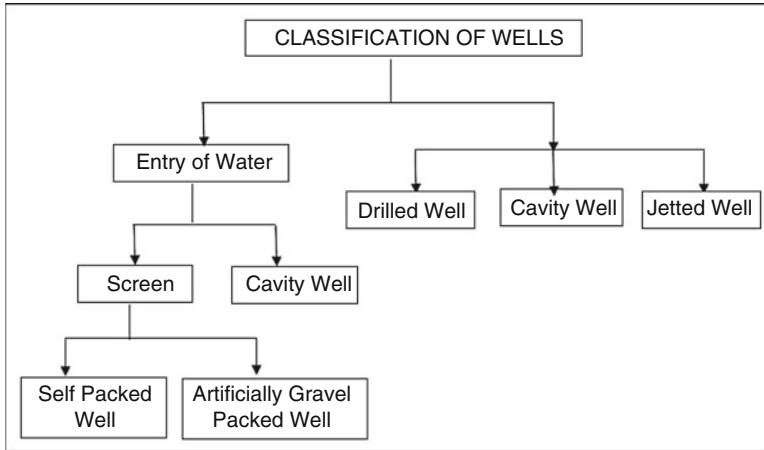 CLASSIFICATION OF WELLS
Entry of Water
Drilled Well
Cavity Well
Jetted Well
Screen
Cavity Well
Self Packed
Well
Artificially Gravel
Packed Well